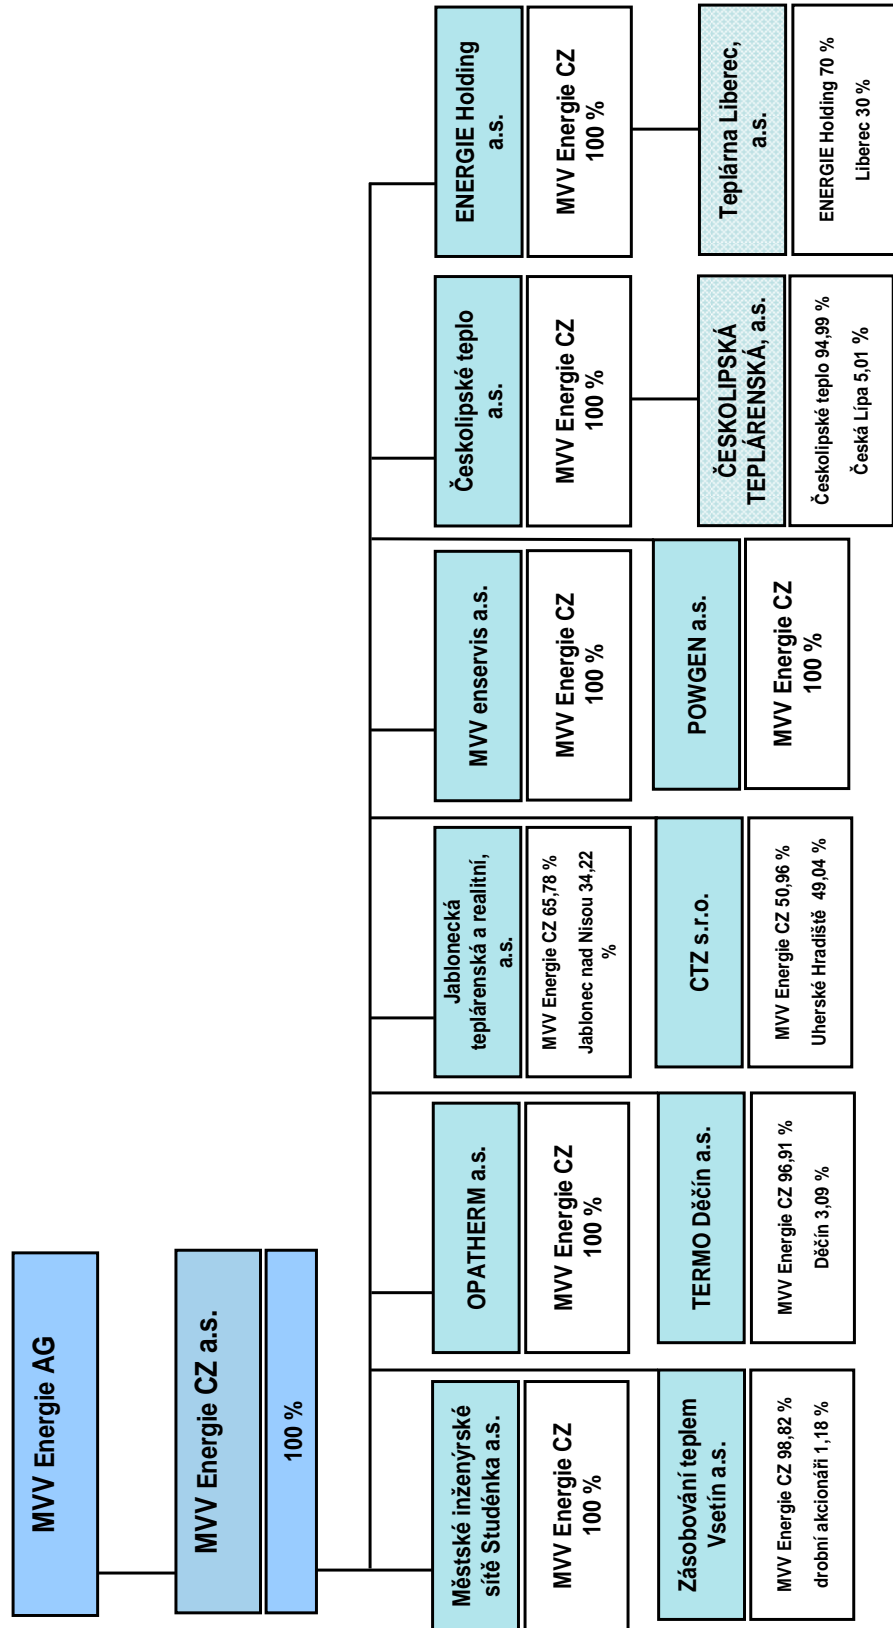 MVV Energie AG
MVV Energie CZ a.s.
100 %
Městské inženýrské
sítě Studénka a.s.
MVV Energie CZ
100 %
OPATHERM a.s.
MVV Energie CZ
100 %
Jablonecká
teplárenská a realitní,
a.s.
MVV Energie CZ 65,78 %
Jablonec nad Nisou 34,22
%
MVV enservis a.s.
MVV Energie CZ
100 %
Českolipské teplo
a.s.
MVV Energie CZ
100 %
ENERGIE Holding
a.s.
MVV Energie CZ
100 %
Zásobování teplem
Vsetín a.s.
MVV Energie CZ 98,82 %
drobní akcionáři 1,18 %
TERMO Děčín a.s.
MVV Energie CZ 96,91 %
Děčín 3,09 %
CTZ s.r.o.
MVV Energie CZ 50,96 %
Uherské Hradiště 49,04 %
POWGEN a.s.
MVV Energie CZ
100 %
ČESKOLIPSKÁ
TEPLÁRENSKÁ, a.s.
Českolipské teplo 94,99 %
Česká Lípa 5,01 %
Teplárna Liberec,
a.s.
ENERGIE Holding 70 %
Liberec 30 %